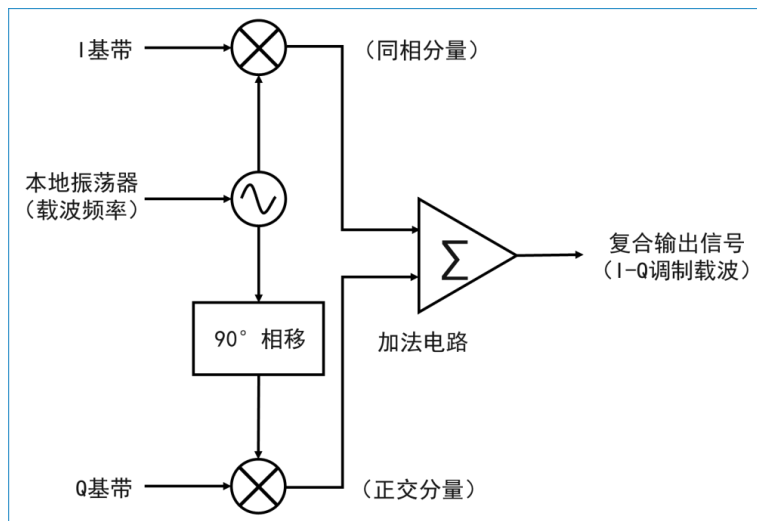 I基带
（同相分量）
本地振荡器
（载波频率）
∑
复合输出信号
（I-Q调制载波）
90° 相移
加法电路
Q基带
（正交分量）